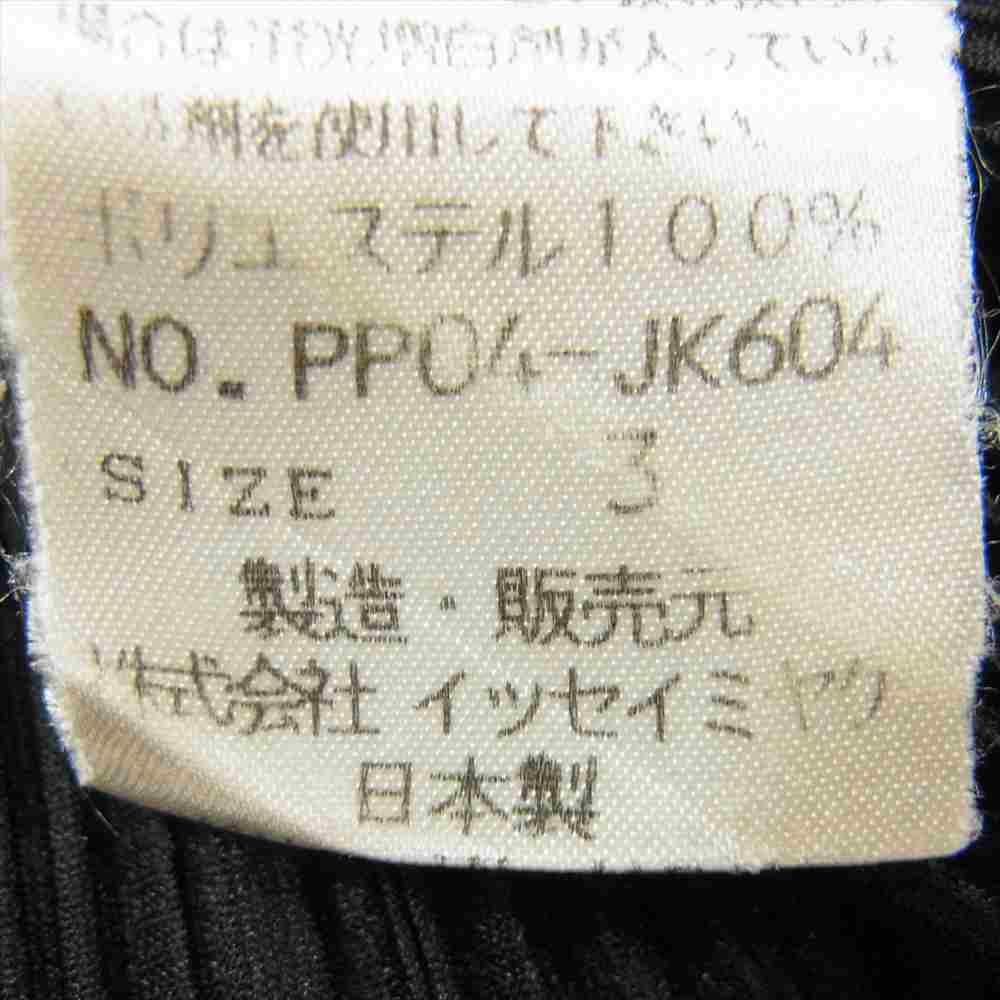 場合は蛍光増白剤が入っていな
剤を使用して下さい
ポリエステル100%
NO. PP04-JK604
SIZE 3
製造・販売元
株式会社イッセイミヤケ
日本製